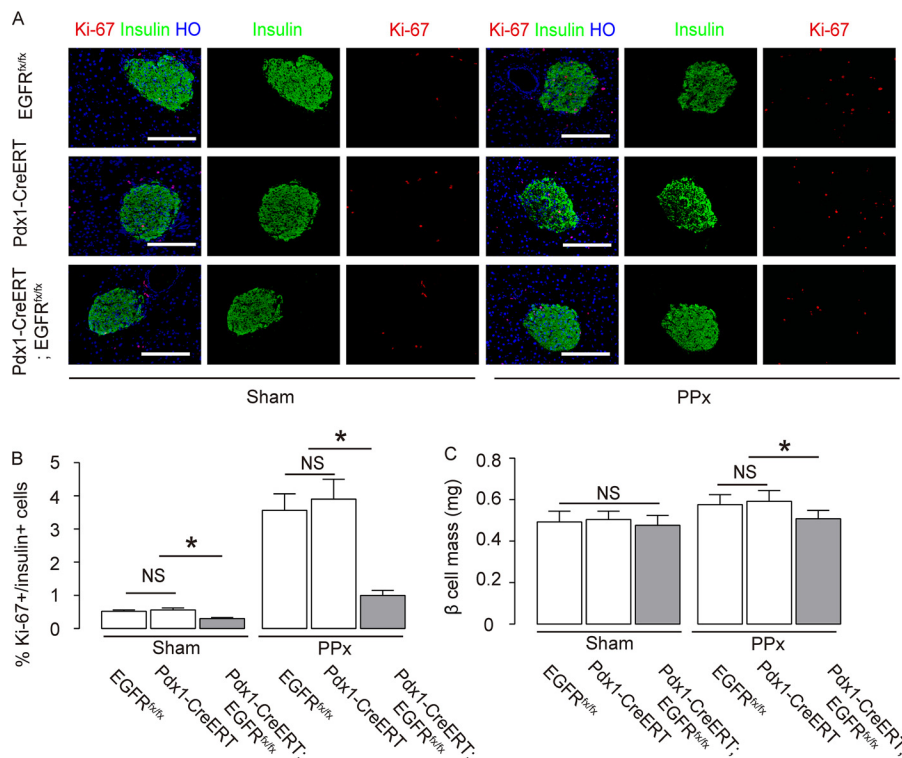 A
Ki-67 Insulin HO Insulin Ki-67 Ki-67 Insulin HO Insulin Ki-67
EGFRfx/fx
Pdx1-CreERT
Pdx1-CreERT
; EGFRfx/fx
Sham PPx
B
% Ki-67+/insulin+ cells
5
4
3
2
1
0
NS
*
NS
*
Sham PPx
EGFRfx/fx
Pdx1-CreERT
Pdx1-CreERT;
EGFRfx/fx
EGFRfx/fx
Pdx1-CreERT
Pdx1-CreERT;
EGFRfx/fx
C
β cell mass (mg)
0.8
0.6
0.4
0.2
0
NS
NS
*
Sham PPx
EGFRfx/fx
Pdx1-CreERT
Pdx1-CreERT;
EGFRfx/fx
EGFRfx/fx
Pdx1-CreERT
Pdx1-CreERT;
EGFRfx/fx